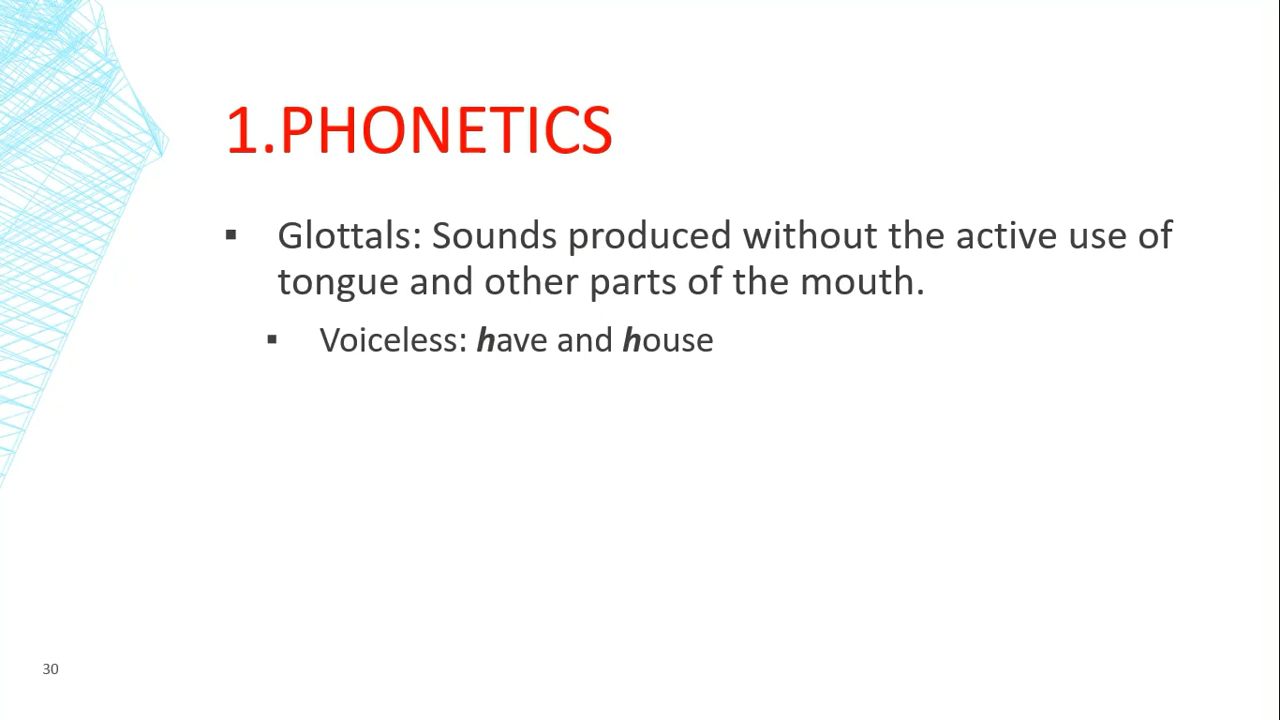 1.PHONETICS
▪ Glottals: Sounds produced without the active use of
tongue and other parts of the mouth.
▪ Voiceless: have and house
30